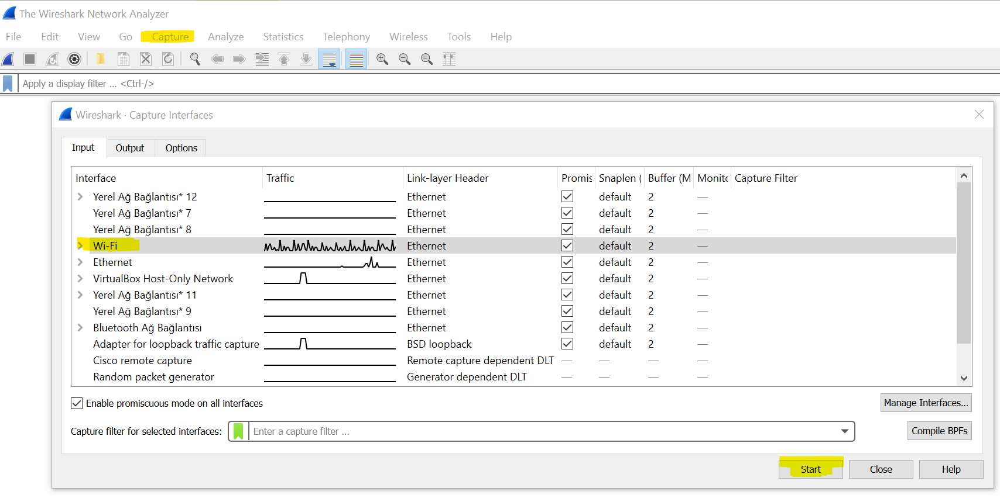 The Wireshark Network Analyzer
File Edit View Go Capture Analyze Statistics Telephony Wireless Tools Help
Apply a display filter ... <Ctrl-/>
Wireshark · Capture Interfaces
Input Output Options
Interface Traffic Link-layer Header Promis Snaplen ( Buffer (M Monito Capture Filter
Yerel Ağ Bağlantısı* 12 Ethernet default 2 —
Yerel Ağ Bağlantısı* 7 Ethernet default 2 —
Yerel Ağ Bağlantısı* 8 Ethernet default 2 —
Wi-Fi Ethernet default 2 —
Ethernet Ethernet default 2 —
VirtualBox Host-Only Network Ethernet default 2 —
Yerel Ağ Bağlantısı* 11 Ethernet default 2 —
Yerel Ağ Bağlantısı* 9 Ethernet default 2 —
Bluetooth Ağ Bağlantısı Ethernet default 2 —
Adapter for loopback traffic capture BSD loopback default 2 —
Cisco remote capture Remote capture dependent DLT — — — —
Random packet generator Generator dependent DLT — — — —
Enable promiscuous mode on all interfaces
Manage Interfaces...
Capture filter for selected interfaces: Enter a capture filter ... Compile BPFs
Start Close Help